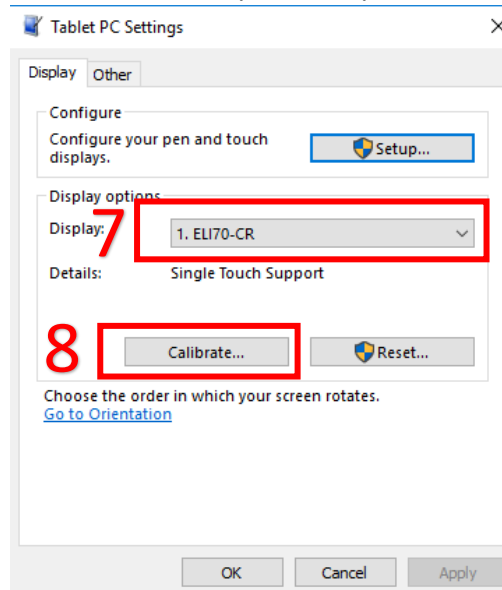 Tablet PC Settings
Display Other
Configure
Configure your pen and touch displays.
Setup...
Display options
7
Display: 1. ELI70-CR
Details: Single Touch Support
8
Calibrate... Reset...
Choose the order in which your screen rotates.
Go to Orientation
OK Cancel Apply